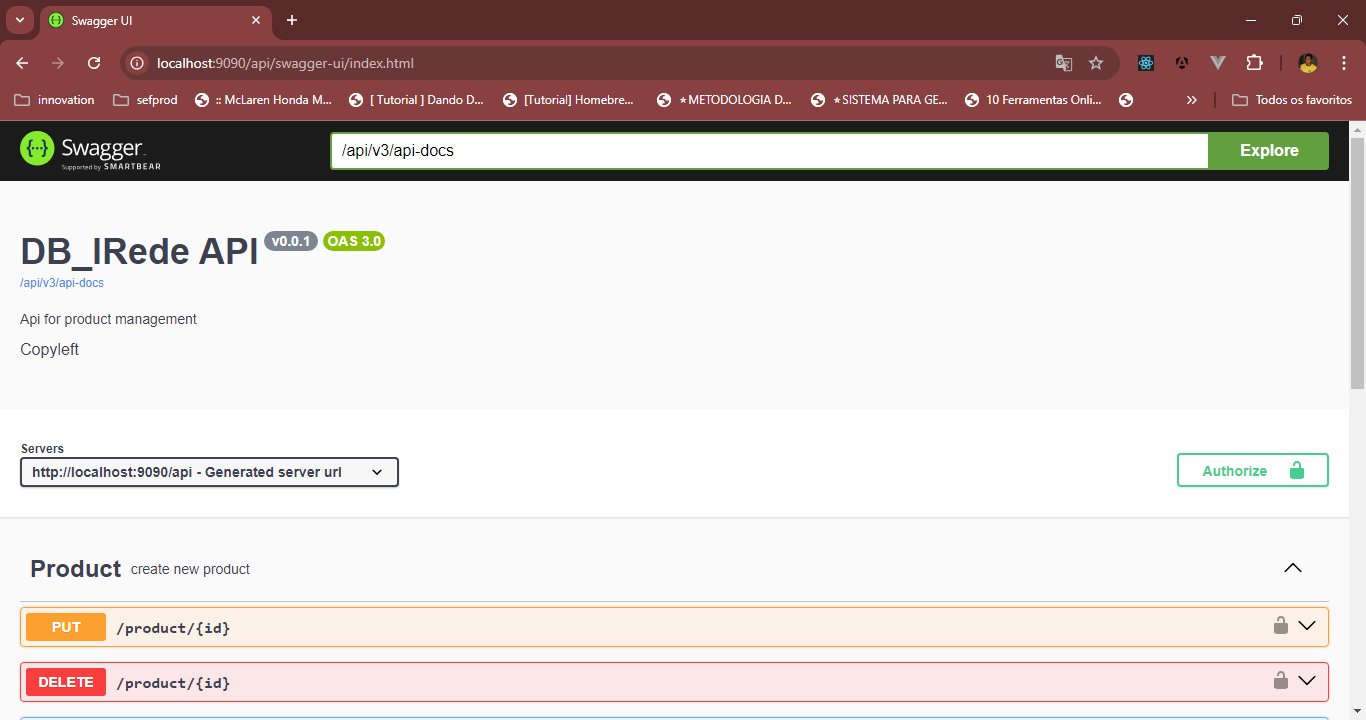 Swagger UI
localhost:9090/api/swagger-ui/index.html
innovation
sefprod
:: McLaren Honda M...
[ Tutorial ] Dando D...
[Tutorial] Homebre...
⋆METODOLOGIA D...
⋆SISTEMA PARA GE...
10 Ferramentas Onli...
Todos os favoritos
Swagger
Supported by SMARTBEAR
/api/v3/api-docs
Explore
DB_IRede API v0.0.1 OAS 3.0
/api/v3/api-docs
Api for product management
Copyleft
Servers
http://localhost:9090/api - Generated server url
Authorize
Product create new product
PUT /product/{id}
DELETE /product/{id}